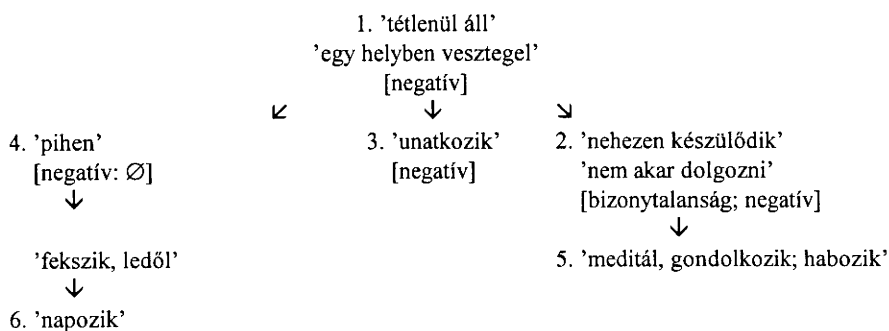 1. ’tétlenül áll’
’egy helyben vesztegel’
[negatív]
↙ ↓ ↘
4. ’pihen’ 3. ’unatkozik’ 2. ’nehezen készülődik’
[negatív: ∅] [negatív] ’nem akar dolgozni’
↓ [bizonytalanság; negatív]
↓
’fekszik, ledől’ 5. ’meditál, gondolkozik; habozik’
↓
6. ’napozik’